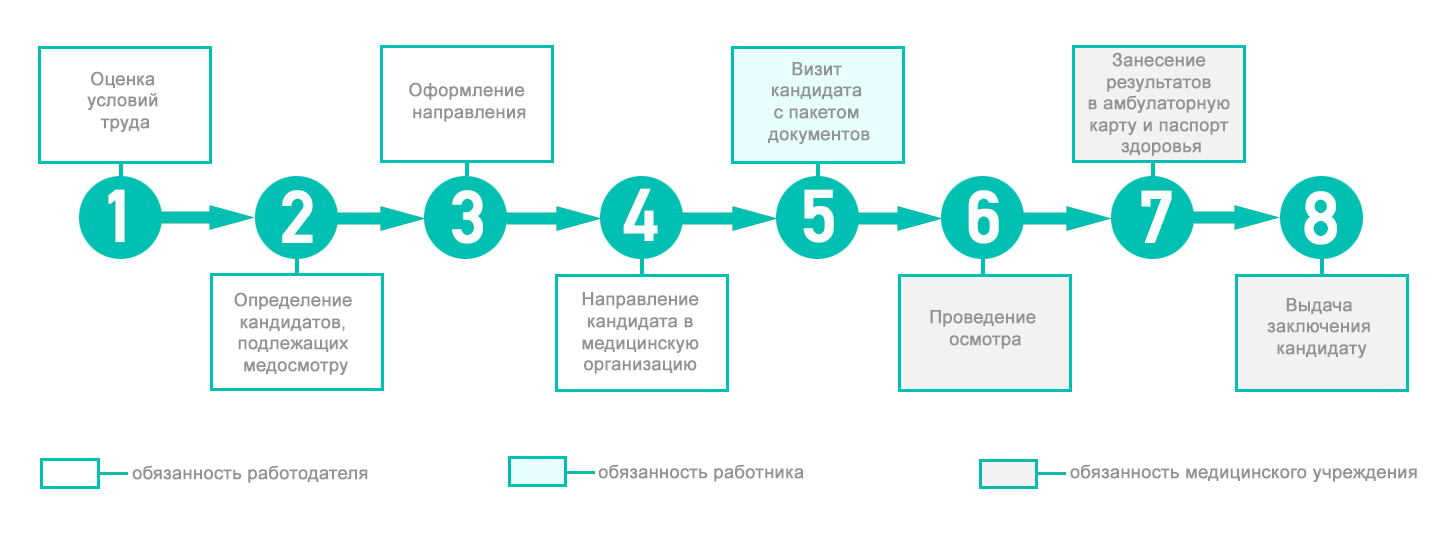 Оценка
условий
труда
Оформление
направления
Визит
кандидата
с пакетом
документов
Занесение
результатов
в амбулаторную
карту и паспорт
здоровья
1
2
3
4
5
6
7
8
Определение
кандидатов,
подлежащих
медосмотру
Направление
кандидата в
медицинскую
организацию
Проведение
осмотра
Выдача
заключения
кандидату
обязанность работодателя
обязанность работника
обязанность медицинского учреждения